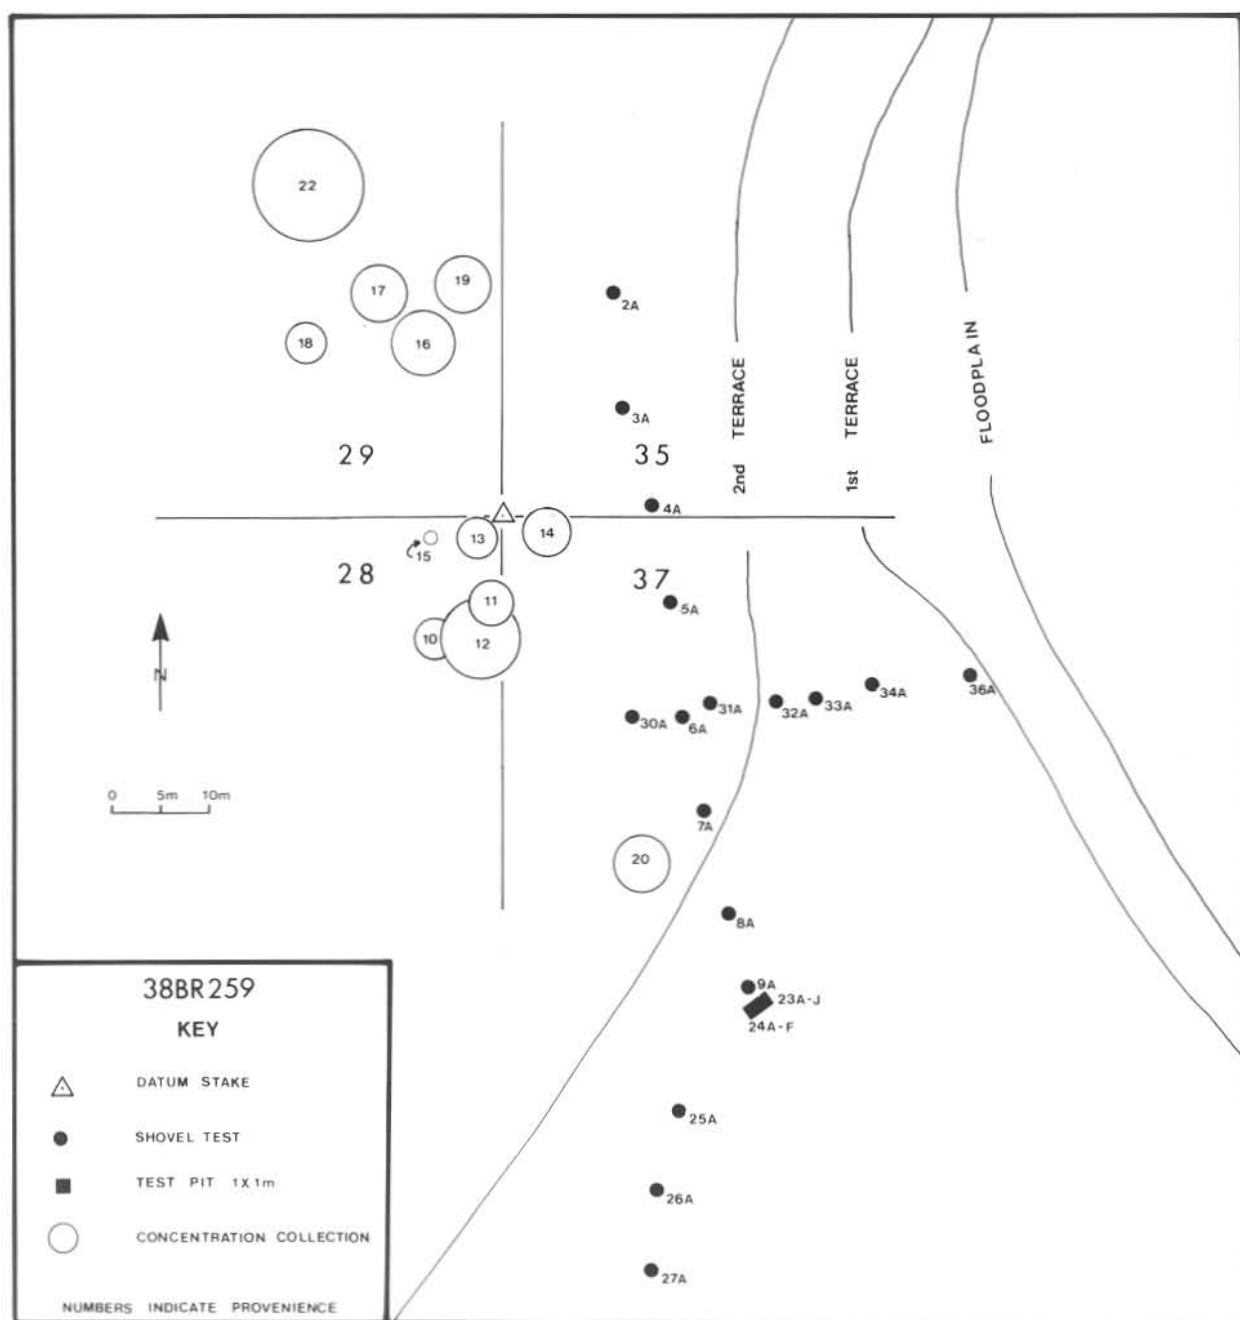 22
19
17
2A
18
16
3A
FLOODPLAIN
2nd TERRACE
1st TERRACE
29
35
4A
13
14
15
28
37
11
5A
10
12
N
36A
34A
33A
32A
31A
30A
6A
0 5m 10m
7A
20
8A
9A
23A-J
24A-F
25A
26A
27A
38BR259
KEY
DATUM STAKE
SHOVEL TEST
TEST PIT 1X1m
CONCENTRATION COLLECTION
NUMBERS INDICATE PROVENIENCE